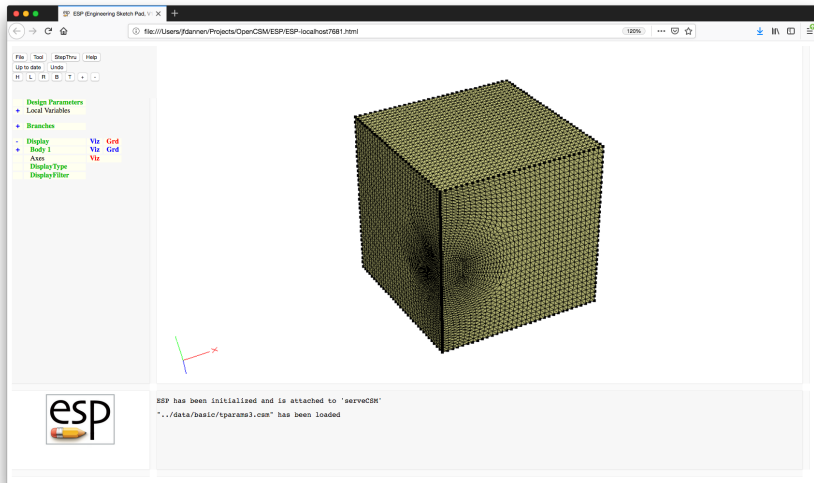 ESP (Engineering Sketch Pad, V
file:///Users/jfdannen/Projects/OpenCSM/ESP/ESP-localhost7681.html
120%
File Tool StepThru Help
Up to date Undo
H L R B T + -
Design Parameters
+ Local Variables
+ Branches
- Display Viz Grd
+ Body 1 Viz Grd
Axes Viz
DisplayType
DisplayFilter
X
esp
ESP has been initialized and is attached to 'serveCSM'
"../data/basic/tparams3.csm" has been loaded